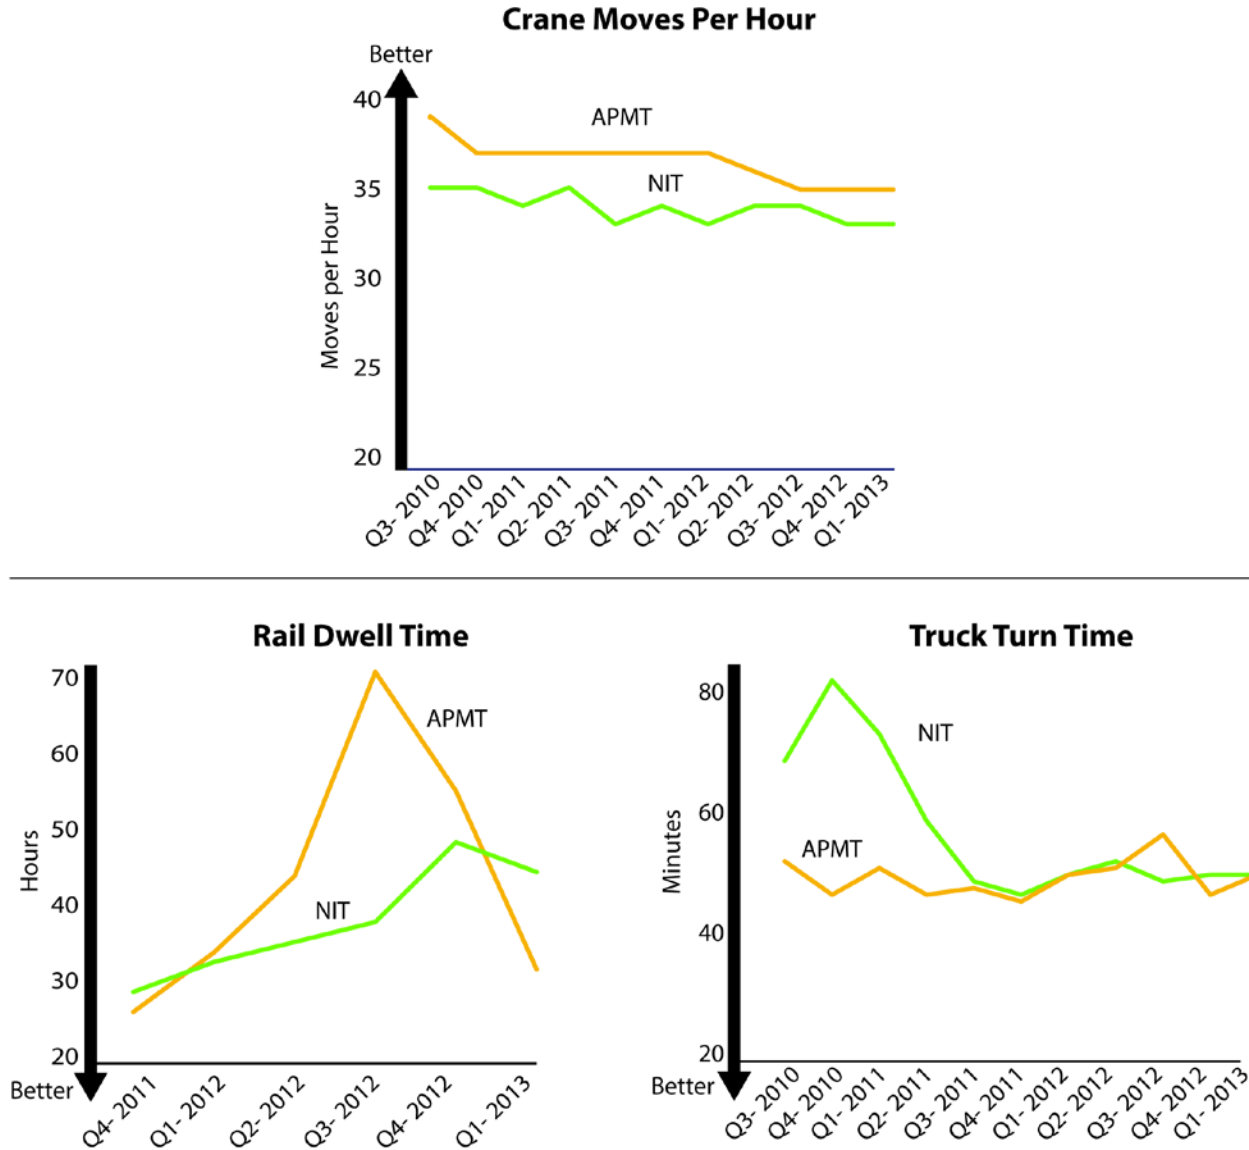 Crane Moves Per Hour
Better
40
35
30
25
20
Moves per Hour
APMT
NIT
Q3- 2010
Q4- 2010
Q1- 2011
Q2- 2011
Q3- 2011
Q4- 2011
Q1- 2012
Q2- 2012
Q3- 2012
Q4- 2012
Q1- 2013
Rail Dwell Time
70
60
50
40
30
20
Hours
Better
APMT
NIT
Q4- 2011
Q1- 2012
Q2- 2012
Q3- 2012
Q4- 2012
Q1- 2013
Truck Turn Time
80
60
40
20
Minutes
Better
NIT
APMT
Q3- 2010
Q4- 2010
Q1- 2011
Q2- 2011
Q3- 2011
Q4- 2011
Q1- 2012
Q2- 2012
Q3- 2012
Q4- 2012
Q1- 2013